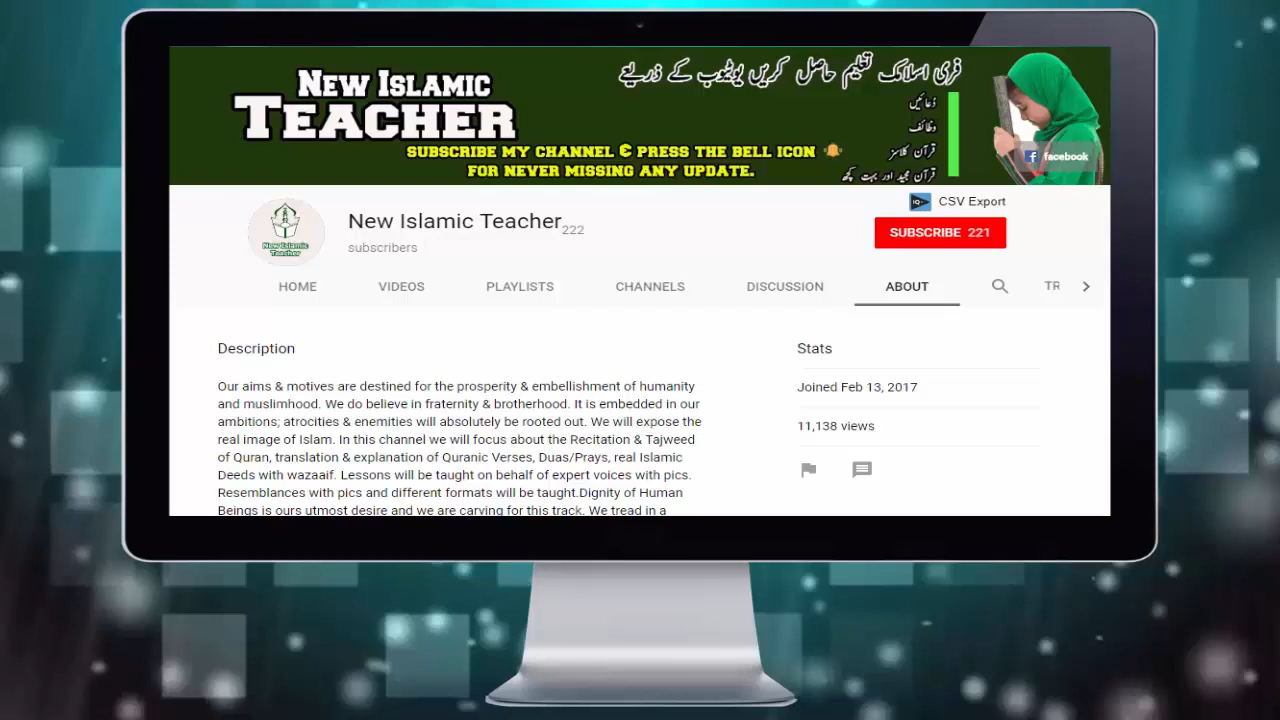 NEW ISLAMIC
TEACHER
فری اسلامک تعلیم حاصل کریں یوٹیوب کے ذریعے
دُعائیں
وظائف
قرآن کلاسز
قرآن مجید اور بہت کچھ
SUBSCRIBE MY CHANNEL & PRESS THE BELL ICON
FOR NEVER MISSING ANY UPDATE.
facebook
CSV Export
New Islamic Teacher 222
subscribers
SUBSCRIBE 221
New Islamic
Teacher
HOME VIDEOS PLAYLISTS CHANNELS DISCUSSION ABOUT TR
Description
Our aims & motives are destined for the prosperity & embellishment of humanity
and muslimhood. We do believe in fraternity & brotherhood. It is embedded in our
ambitions; atrocities & enemities will absolutely be rooted out. We will expose the
real image of Islam. In this channel we will focus about the Recitation & Tajweed
of Quran, translation & explanation of Quranic Verses, Duas/Prays, real Islamic
Deeds with wazaaif. Lessons will be taught on behalf of expert voices with pics.
Resemblances with pics and different formats will be taught.Dignity of Human
Beings is ours utmost desire and we are carving for this track. We tread in a
Stats
Joined Feb 13, 2017
11,138 views